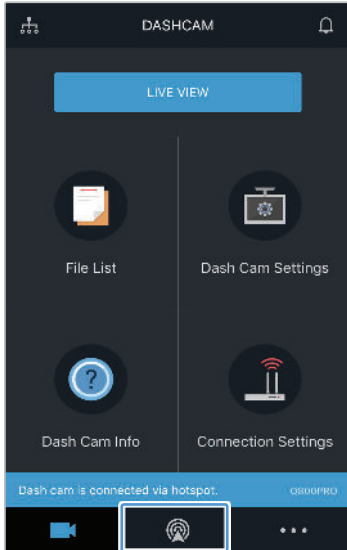 DASHCAM
LIVE VIEW
File List
Dash Cam Settings
?
Dash Cam Info
Connection Settings
Dash cam is connected via hotspot.
Q800PRO